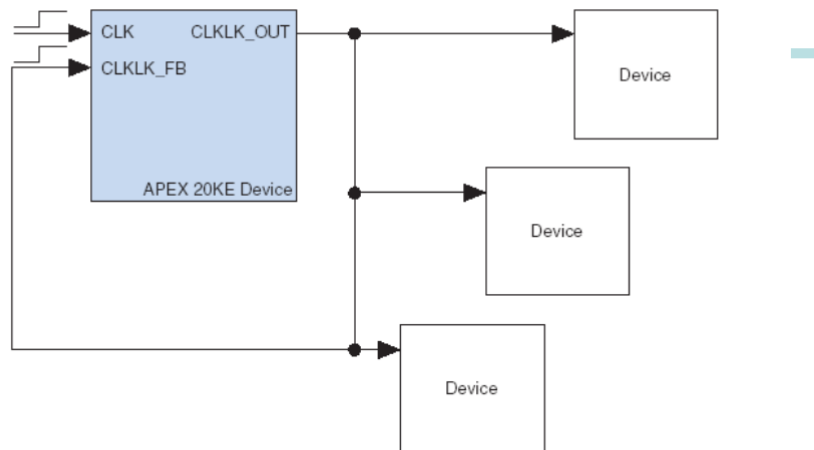 CLK CLKLK_OUT
CLKLK_FB
APEX 20KE Device
Device
Device
Device